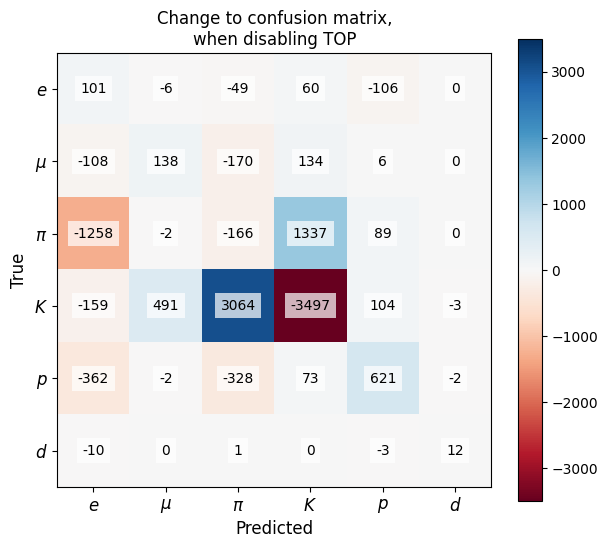 Change to confusion matrix,
when disabling TOP
e 101 -6 -49 60 -106 0
μ -108 138 -170 134 6 0
π -1258 -2 -166 1337 89 0
K -159 491 3064 -3497 104 -3
p -362 -2 -328 73 621 -2
d -10 0 1 0 -3 12
e μ π K p d
Predicted
True
3000
2000
1000
0
−1000
−2000
−3000